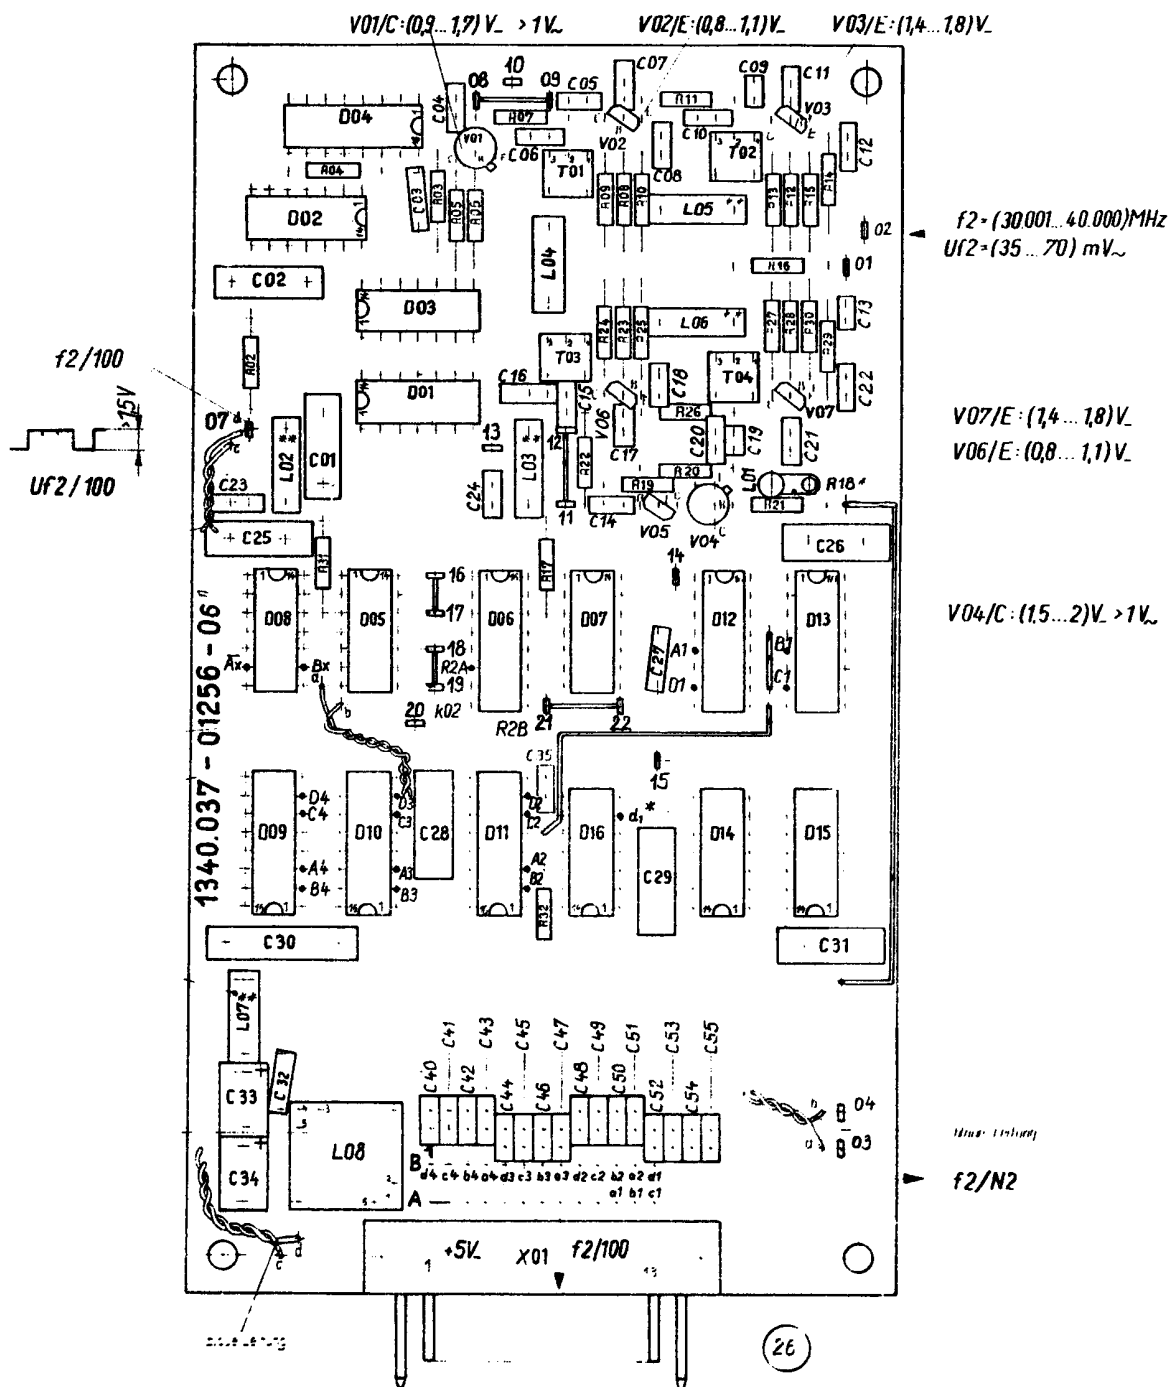 V01/C:(0,9...1,7)V_ >1V~ V02/E:(0,8...1,1)V_ V03/E:(1,4...1,8)V_
10 C07 C09 C11
08 09 C05 R11 V03
C04 R07 V02 C10
D04 V01 C06 T01 C08 T02 C12
R04 C03 R03 R05 R06 R09 R08 R10 R13 R12 R15 R14
D02 L05 02
f2=(30.001...40.000)MHz
Uf2=(35...70) mV~
L04 R16 01
C02
D03 R24 R23 R25 L06 R27 R28 R30 R29 C13
f2/100 R02 T03 T04
D01 C16 C15 C18 C22
>1,5V
07 d c L02** C01 13 L03** 12 V06 R26 V07
V07/E:(1,4...1,8)V_
V06/E:(0,8...1,1)V_
Uf2/100 R22 C17 C20 C19 C21
C23 C24 R19 R20 L01 R18*
11 C14 V05 V04 R21
C25 R31 R17 C26
14
D08 D05 16 17 D06 D07 D12 D13
V04/C:(1,5...2)V_ >1V~
18 A1 C27 B1
Ax Bx 19 R2A D1 C1
a b 20 k02 R2B 21 22
1340.037-01256-06
C35 15
D4 D3 D2 d1*
C4 C3 C2
D09 D10 C28 D11 D16 D14 D15
A4 A3 A2 C29
B4 B3 B2
R32
C30 C31
L07**
C41 C43 C45 C47 C49 C51 C53 C55
C40 C42 C44 C46 C48 C50 C52 C54
C33 C32 04
L08 a 03
C34 B
d4 c4 b4 a4 d3 c3 b3 a3 d2 c2 b2 a2 d1
a1 b1 c1
A
f2/N2
d
c
+5V_ X01 f2/100
1 13
26